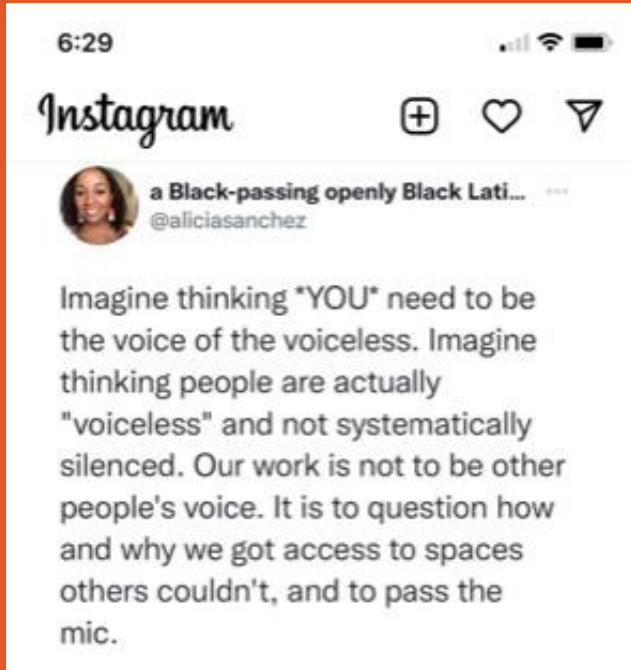 6:29
Instagram
a Black-passing openly Black Lati...
@aliciasanchez
Imagine thinking *YOU* need to be
the voice of the voiceless. Imagine
thinking people are actually
"voiceless" and not systematically
silenced. Our work is not to be other
people's voice. It is to question how
and why we got access to spaces
others couldn't, and to pass the
mic.